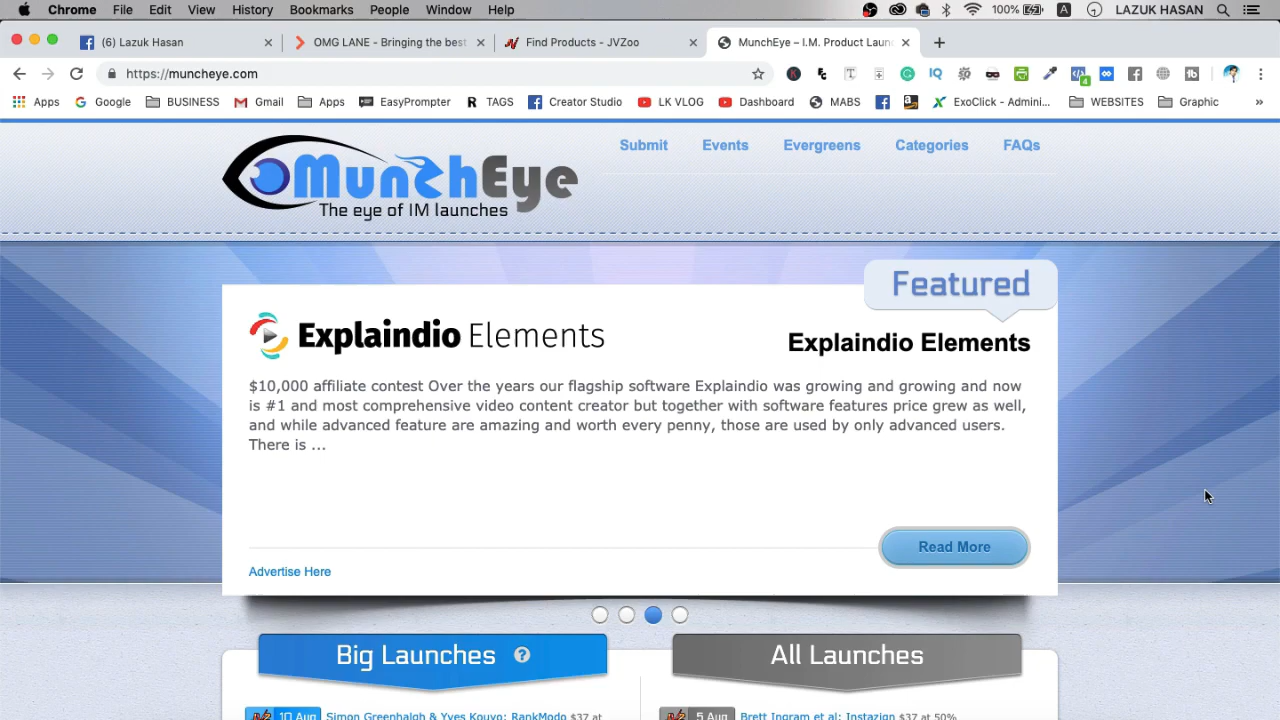 Chrome File Edit View History Bookmarks People Window Help 100% A LAZUK HASAN
(6) Lazuk Hasan
OMG LANE - Bringing the best
Find Products - JVZoo
MunchEye – I.M. Product Laun
https://muncheye.com
Apps Google BUSINESS Gmail Apps EasyPrompter TAGS Creator Studio LK VLOG Dashboard MABS ExoClick - Admini... WEBSITES Graphic »
Submit Events Evergreens Categories FAQs
MunchEye
The eye of IM launches
Featured
Explaindio Elements
Explaindio Elements
$10,000 affiliate contest Over the years our flagship software Explaindio was growing and growing and now
is #1 and most comprehensive video content creator but together with software features price grew as well,
and while advanced feature are amazing and worth every penny, those are used by only advanced users.
There is ...
Read More
Advertise Here
Big Launches ?
All Launches
10 Aug Simon Greenhalgh & Yves Kouyo: RankModo $37 at
5 Aug Brett Ingram et al: Instazign $37 at 50%